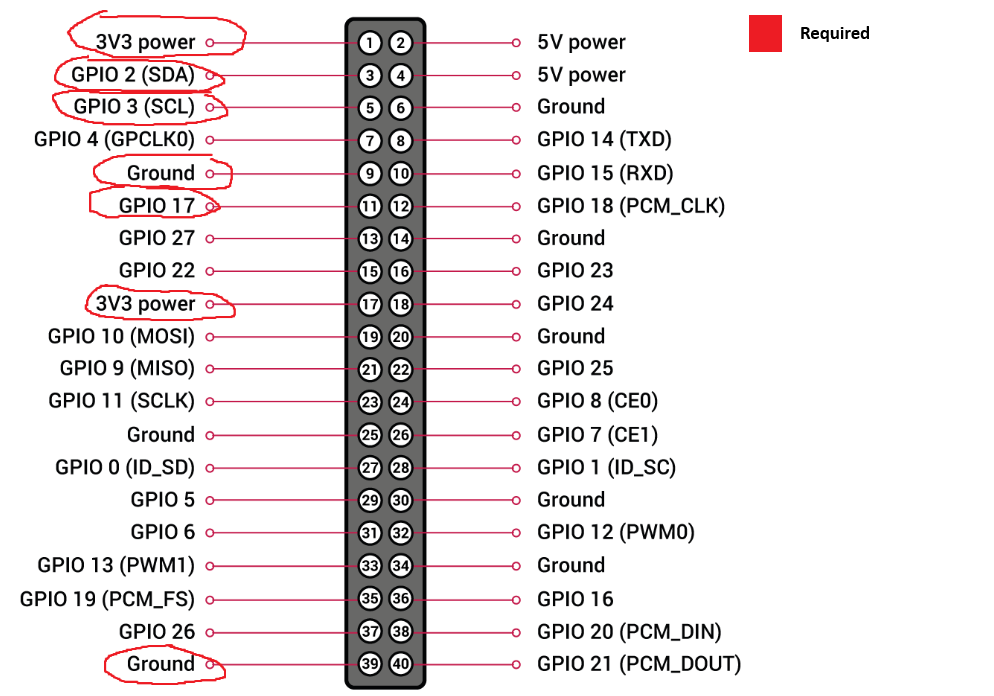 3V3 power 1 2 5V power Required
GPIO 2 (SDA) 3 4 5V power
GPIO 3 (SCL) 5 6 Ground
GPIO 4 (GPCLK0) 7 8 GPIO 14 (TXD)
Ground 9 10 GPIO 15 (RXD)
GPIO 17 11 12 GPIO 18 (PCM_CLK)
GPIO 27 13 14 Ground
GPIO 22 15 16 GPIO 23
3V3 power 17 18 GPIO 24
GPIO 10 (MOSI) 19 20 Ground
GPIO 9 (MISO) 21 22 GPIO 25
GPIO 11 (SCLK) 23 24 GPIO 8 (CE0)
Ground 25 26 GPIO 7 (CE1)
GPIO 0 (ID_SD) 27 28 GPIO 1 (ID_SC)
GPIO 5 29 30 Ground
GPIO 6 31 32 GPIO 12 (PWM0)
GPIO 13 (PWM1) 33 34 Ground
GPIO 19 (PCM_FS) 35 36 GPIO 16
GPIO 26 37 38 GPIO 20 (PCM_DIN)
Ground 39 40 GPIO 21 (PCM_DOUT)